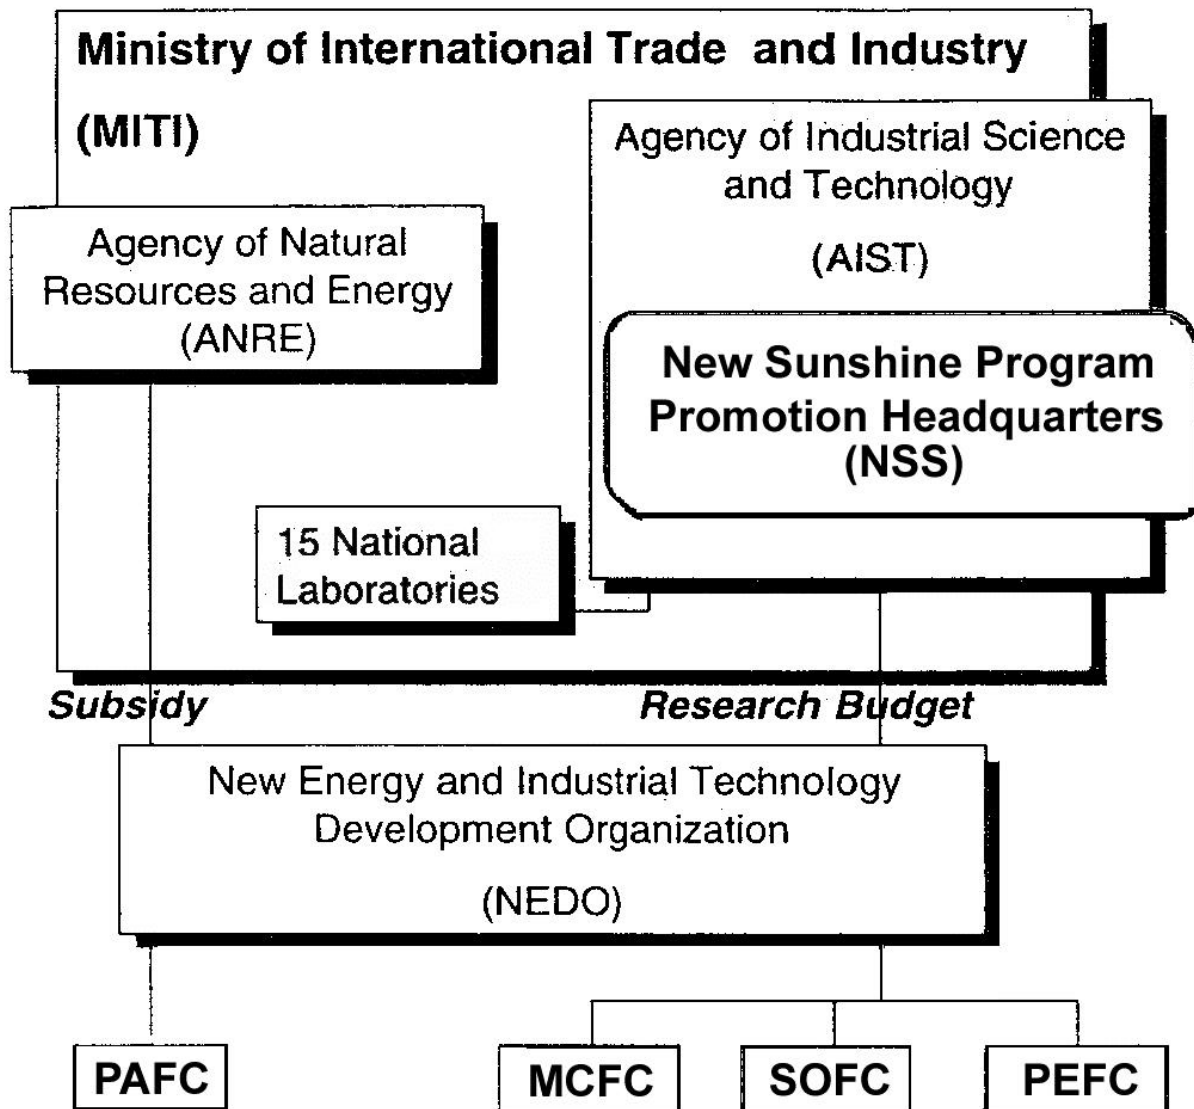 Ministry of International Trade and Industry
(MITI)
Agency of Industrial Science
and Technology
(AIST)
Agency of Natural
Resources and Energy
(ANRE)
New Sunshine Program
Promotion Headquarters
(NSS)
15 National
Laboratories
Subsidy
Research Budget
New Energy and Industrial Technology
Development Organization
(NEDO)
PAFC
MCFC
SOFC
PEFC